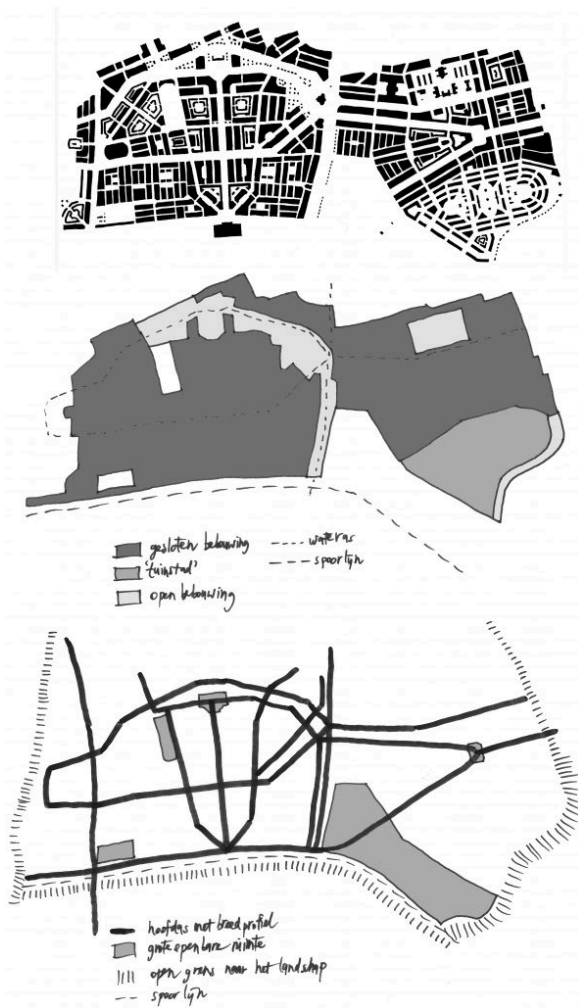 gesloten bebouwing
'tuinstad'
open bebouwing
wateras
spoorlijn
hoofdas met breed profiel
grote openbare ruimte
open grens naar het landschap
spoorlijn